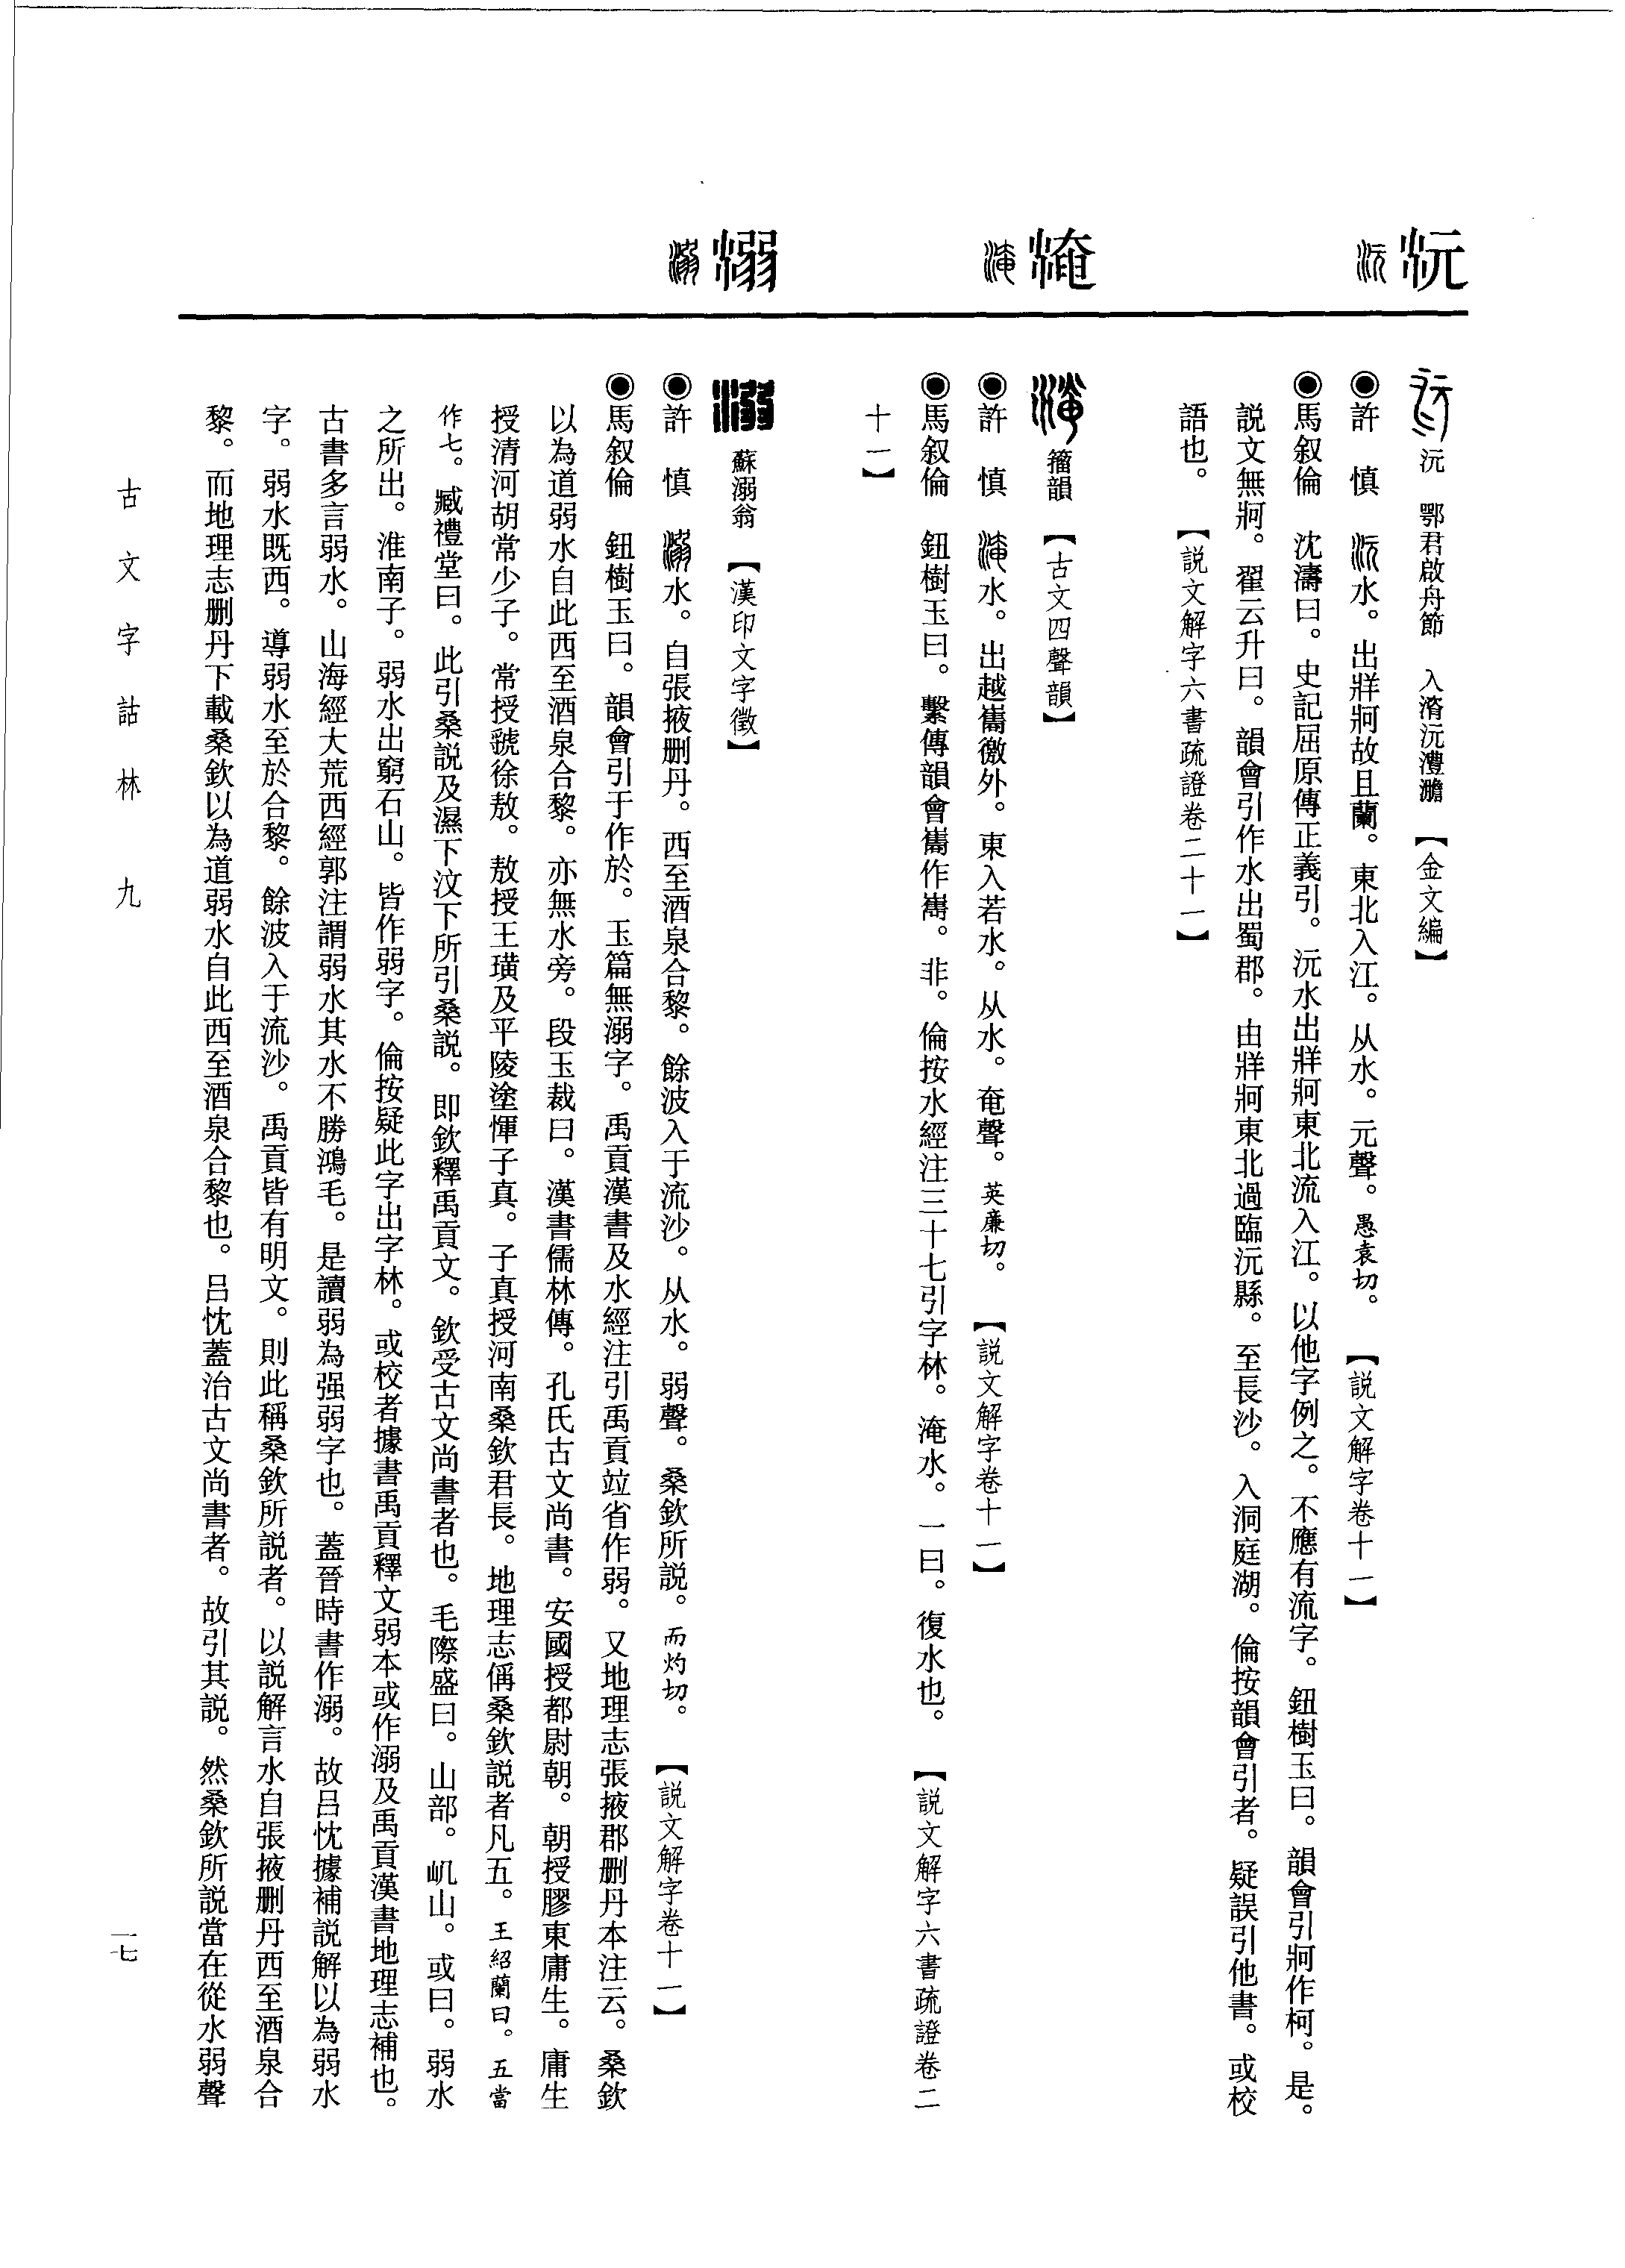 沅
沅　鄂君啟舟節　入㵋沅澧澹　【金文編】
◉許　慎　沅水。出牂牁故且蘭。東北入江。从水。元聲。愚袁切。　【説文解字卷十一】
◉馬叙倫　沈濤曰。史記屈原傳正義引。沅水出牂牁東北流入江。以他字例之。不應有流字。鈕樹玉曰。韻會引牁作柯。是。
説文無牁。翟云升曰。韻會引作水出蜀郡。由牂牁東北過臨沅縣。至長沙。入洞庭湖。倫按韻會引者。疑誤引他書。或校
語也。　【説文解字六書疏證卷二十一】
淹
籀韻　【古文四聲韻】
◉許　慎　淹水。出越巂徼外。東入若水。从水。奄聲。英廉切。　【説文解字卷十一】
◉馬叙倫　鈕樹玉曰。繫傳韻會巂作嶲。非。倫按水經注三十七引字林。淹水。一曰。復水也。　【説文解字六書疏證卷二
十一】
溺
蘇溺翁　【漢印文字徵】
◉許　慎　溺水。自張掖删丹。西至酒泉合黎。餘波入于流沙。从水。弱聲。桑欽所説。而灼切。　【説文解字卷十一】
◉馬叙倫　鈕樹玉曰。韻會引于作於。玉篇無溺字。禹貢漢書及水經注引禹貢竝省作弱。又地理志張掖郡删丹本注云。桑欽
以為道弱水自此西至酒泉合黎。亦無水旁。段玉裁曰。漢書儒林傳。孔氏古文尚書。安國授都尉朝。朝授膠東庸生。庸生
授清河胡常少子。常授虢徐敖。敖授王璜及平陵塗惲子真。子真授河南桑欽君長。地理志偁桑欽説者凡五。王紹蘭曰。五當
作七。臧禮堂曰。此引桑説及濕下汶下所引桑説。即欽釋禹貢文。欽受古文尚書者也。毛際盛曰。山部。屼山。或曰。弱水
之所出。淮南子。弱水出窮石山。皆作弱字。倫按疑此字出字林。或校者據書禹貢釋文弱本或作溺及禹貢漢書地理志補也。
古書多言弱水。山海經大荒西經郭注謂弱水其水不勝鴻毛。是讀弱為强弱字也。蓋晉時書作溺。故吕忱據補説解以為弱水
字。弱水既西。導弱水至於合黎。餘波入于流沙。禹貢皆有明文。則此稱桑欽所説者。以説解言水自張掖删丹西至酒泉合
黎。而地理志删丹下載桑欽以為道弱水自此西至酒泉合黎也。吕忱蓋治古文尚書者。故引其説。然桑欽所説當在從水弱聲
古文字詁林　九
一七